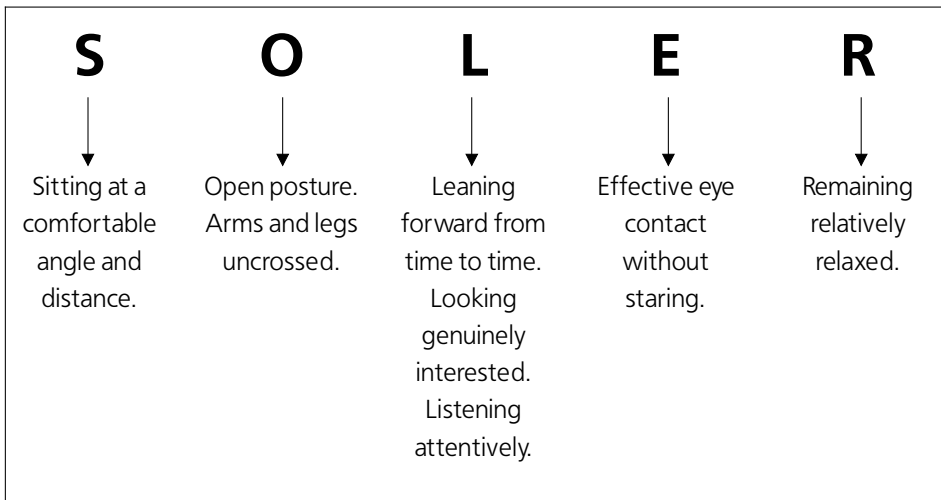 S O L E R
Sitting at a
comfortable
angle and
distance.
Open posture.
Arms and legs
uncrossed.
Leaning
forward from
time to time.
Looking
genuinely
interested.
Listening
attentively.
Effective eye
contact
without
staring.
Remaining
relatively
relaxed.